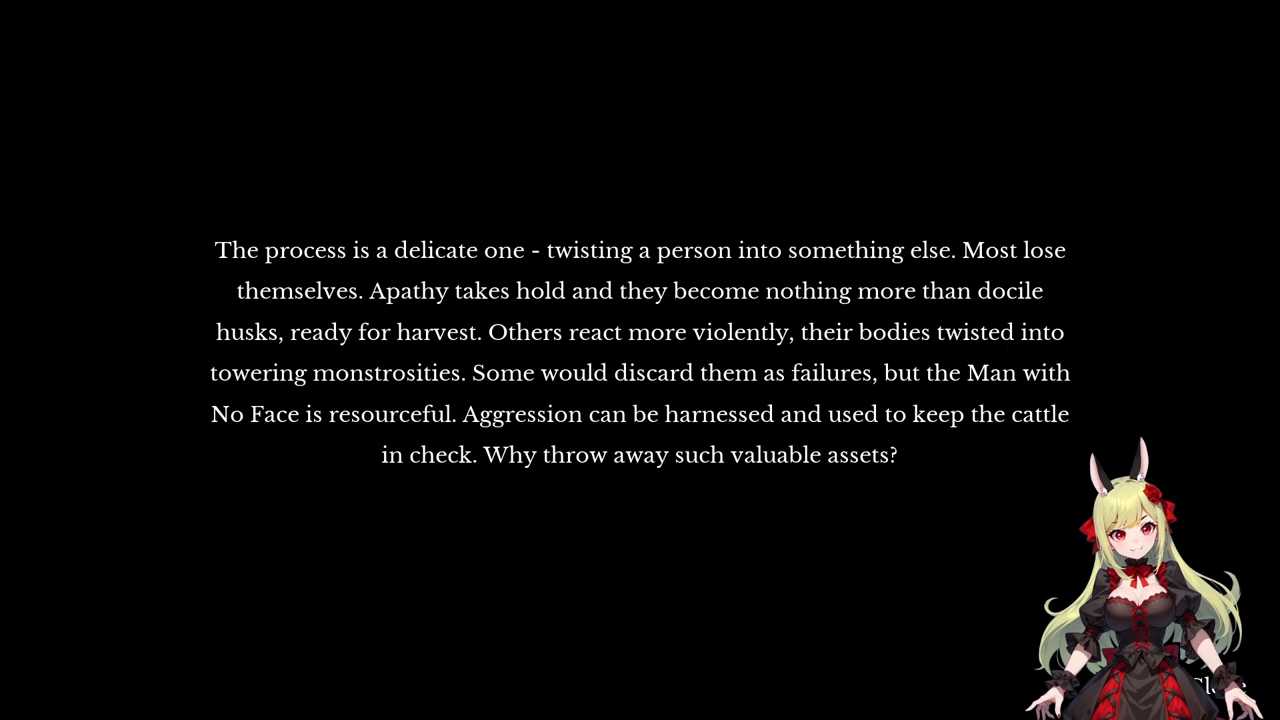 The process is a delicate one - twisting a person into something else. Most lose
themselves. Apathy takes hold and they become nothing more than docile
husks, ready for harvest. Others react more violently, their bodies twisted into
towering monstrosities. Some would discard them as failures, but the Man with
No Face is resourceful. Aggression can be harnessed and used to keep the cattle
in check. Why throw away such valuable assets?